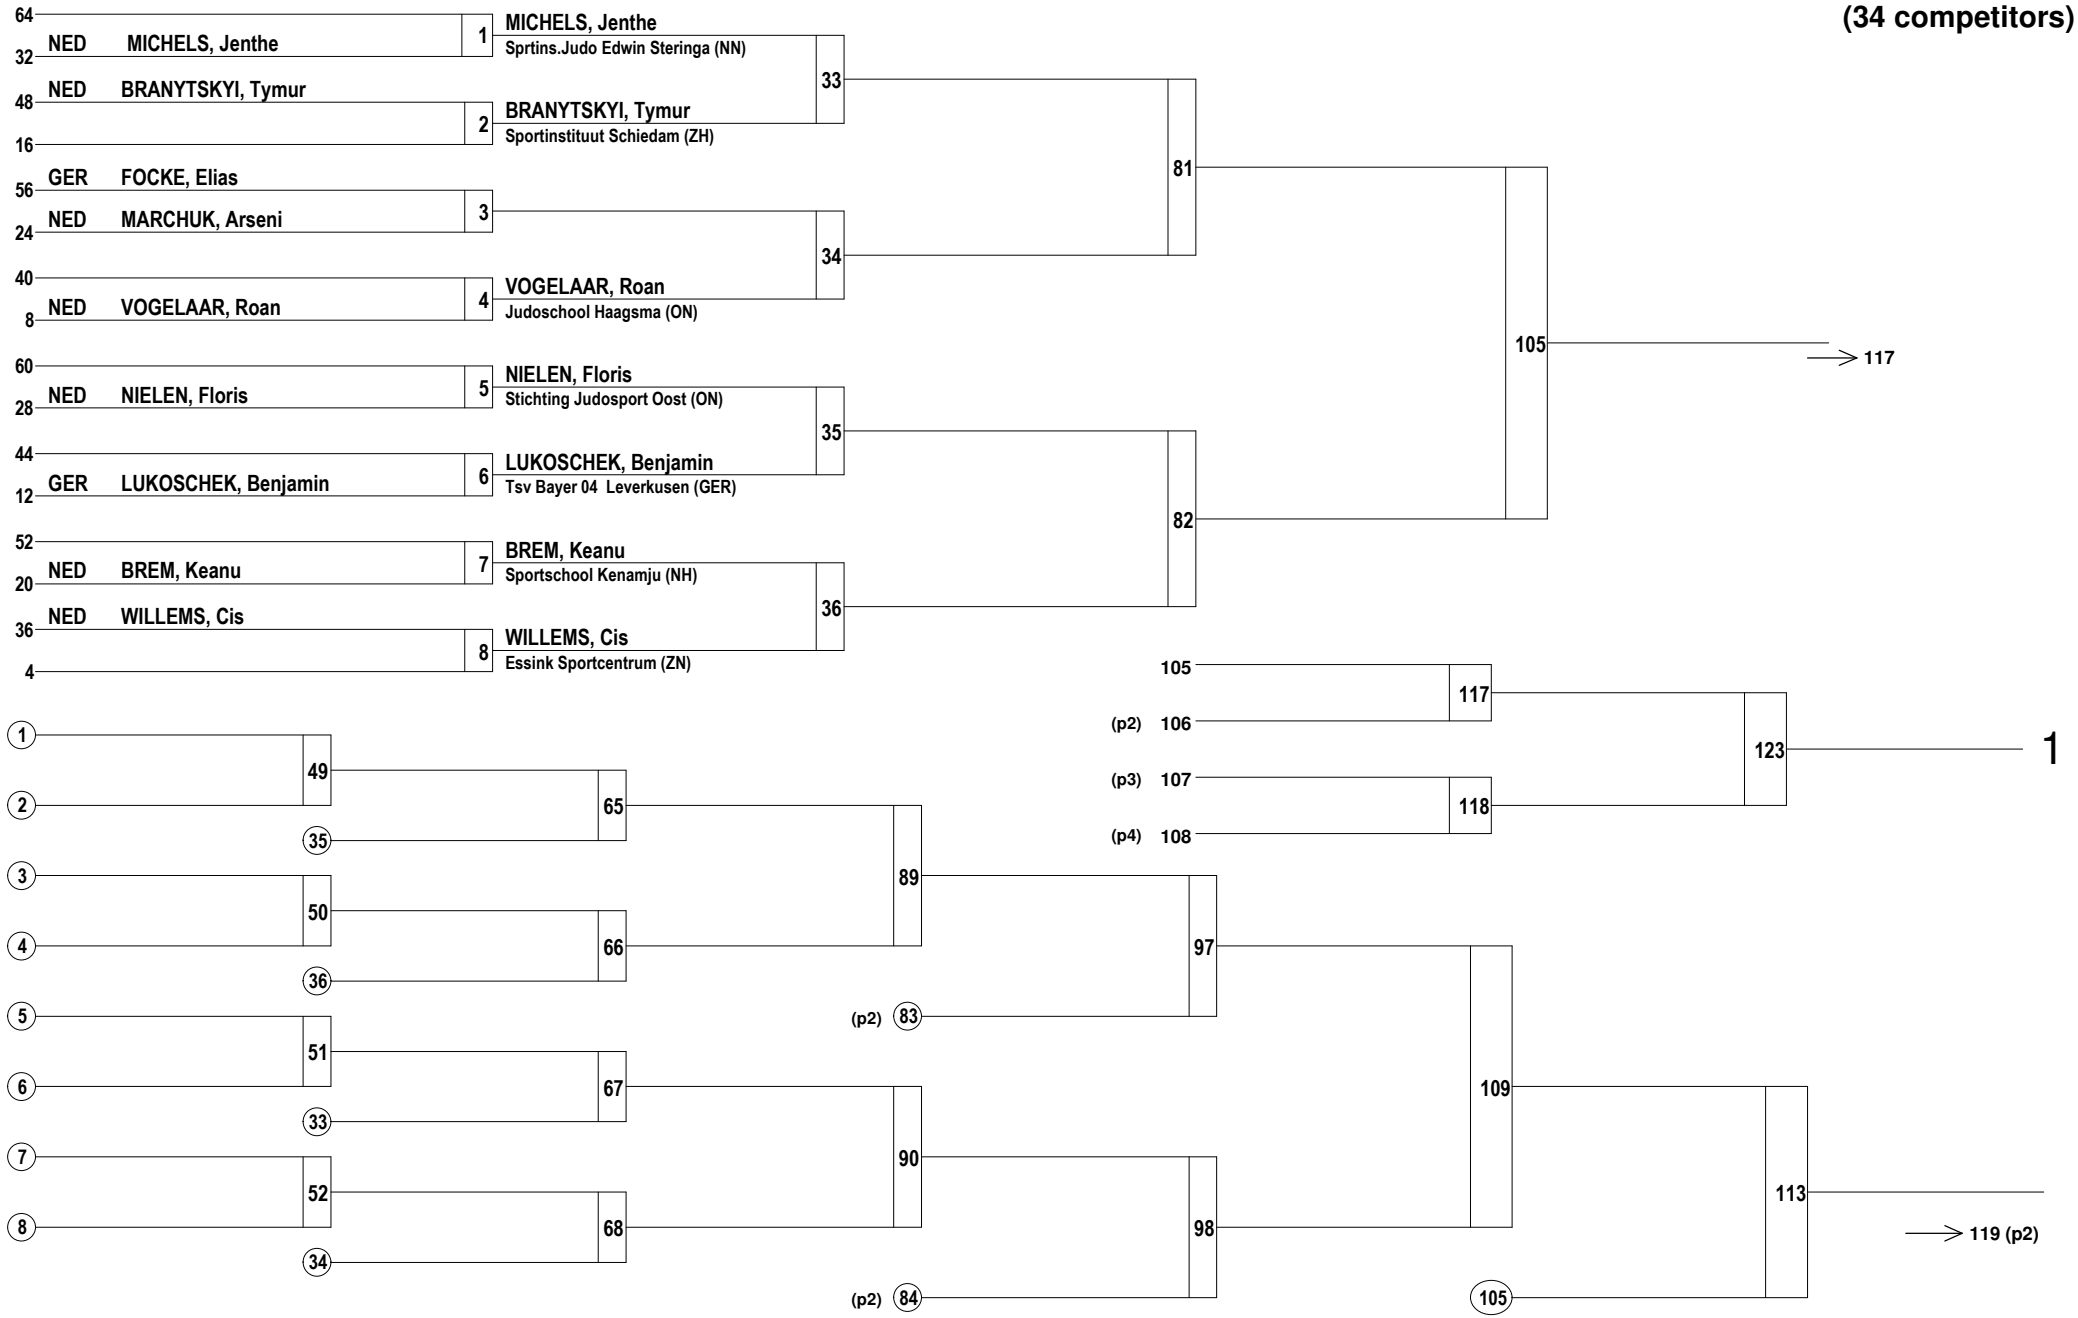 (34 competitors)
64
NED MICHELS, Jenthe
32
1
MICHELS, Jenthe
Sprtins.Judo Edwin Steringa (NN)
33
NED BRANYTSKYI, Tymur
48
16
2
BRANYTSKYI, Tymur
Sportinstituut Schiedam (ZH)
81
GER FOCKE, Elias
56
NED MARCHUK, Arseni
24
3
34
40
NED VOGELAAR, Roan
8
4
VOGELAAR, Roan
Judoschool Haagsma (ON)
105
117
60
NED NIELEN, Floris
28
5
NIELEN, Floris
Stichting Judosport Oost (ON)
35
44
GER LUKOSCHEK, Benjamin
12
6
LUKOSCHEK, Benjamin
Tsv Bayer 04 Leverkusen (GER)
82
52
NED BREM, Keanu
20
7
BREM, Keanu
Sportschool Kenamju (NH)
36
NED WILLEMS, Cis
36
4
8
WILLEMS, Cis
Essink Sportcentrum (ZN)
105
117
(p2) 106
123
1
(p3) 107
118
(p4) 108
1
49
2
65
35
3
89
50
4
66
97
36
5
(p2) 83
51
6
67
109
33
7
90
52
113
8
68
98
119 (p2)
34
(p2) 84
105